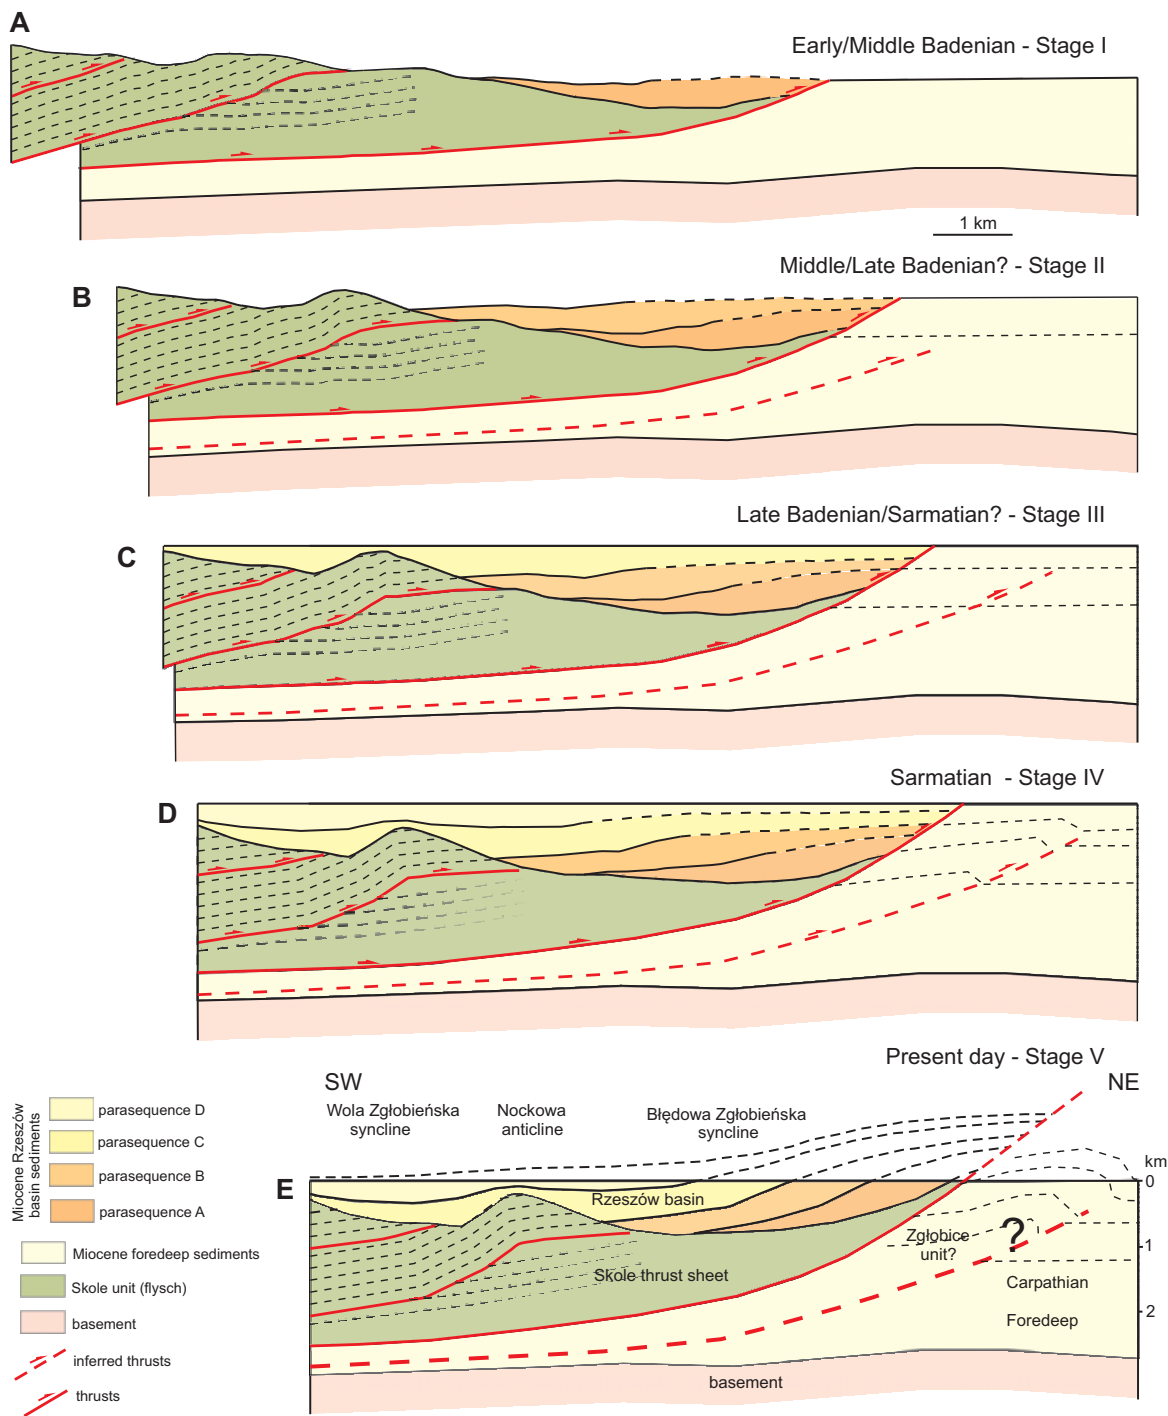 A
Early/Middle Badenian - Stage I
1 km
Middle/Late Badenian? - Stage II
B
Late Badenian/Sarmatian? - Stage III
C
Sarmatian - Stage IV
D
Present day - Stage V
SW
NE
Wola Zgłobieńska
syncline
Nockowa
anticline
Błędowa Zgłobieńska
syncline
km
E
0
Rzeszów basin
Zgłobice
unit?
?
1
Skole thrust sheet
Carpathian
2
Foredeep
basement
Miocene Rzeszów
basin sediments
parasequence D
parasequence C
parasequence B
parasequence A
Miocene foredeep sediments
Skole unit (flysch)
basement
inferred thrusts
thrusts